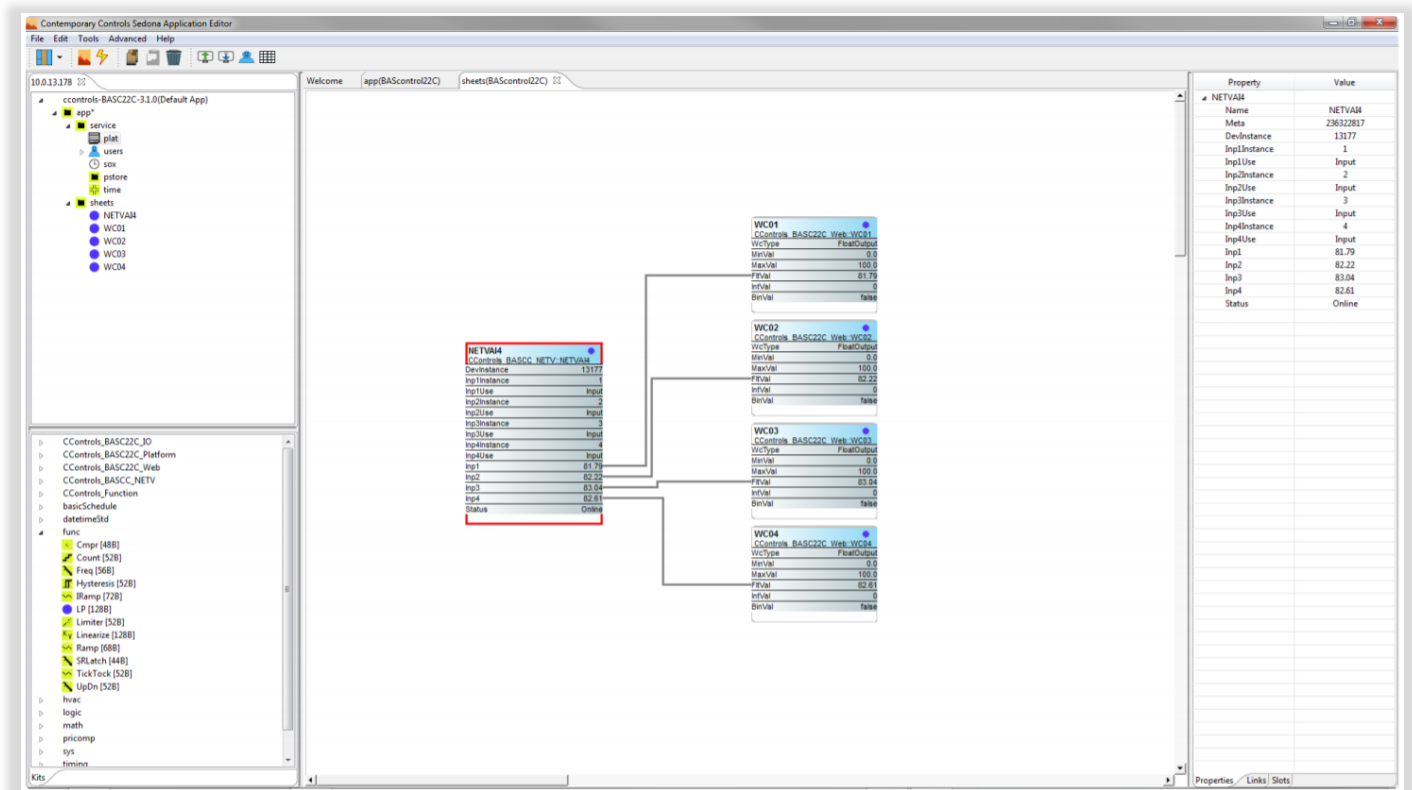 Contemporary Controls Sedona Application Editor
File Edit Tools Advanced Help
10.0.13.178
ccontrols-BASC22C-3.1.0(Default App)
app*
service
plat
users
sox
pstore
time
sheets
NETVAI4
WC01
WC02
WC03
WC04
CControls_BASC22C_IO
CControls_BASC22C_Platform
CControls_BASC22C_Web
CControls_BASCC_NETV
CControls_Function
basicSchedule
datetimeStd
func
Cmpr [48B]
Count [52B]
Freq [56B]
Hysteresis [52B]
IRamp [72B]
LP [128B]
Limiter [52B]
Linearize [128B]
Ramp [68B]
SRLatch [44B]
TickTock [52B]
UpDn [52B]
hvac
logic
math
pricomp
sys
timing
Kits
Welcome app(BAScontrol22C) sheets(BAScontrol22C)
NETVAI4
CControls_BASCC_NETV::NETVAI4
DevInstance 13177
Inp1Instance 1
Inp1Use Input
Inp2Instance 2
Inp2Use Input
Inp3Instance 3
Inp3Use Input
Inp4Instance 4
Inp4Use Input
Inp1 81.79
Inp2 82.22
Inp3 83.04
Inp4 82.61
Status Online
WC01
CControls_BASC22C_Web::WC01
WcType FloatOutput
MinVal 0.0
MaxVal 100.0
FltVal 81.79
IntVal 0
BinVal false
WC02
CControls_BASC22C_Web::WC02
WcType FloatOutput
MinVal 0.0
MaxVal 100.0
FltVal 82.22
IntVal 0
BinVal false
WC03
CControls_BASC22C_Web::WC03
WcType FloatOutput
MinVal 0.0
MaxVal 100.0
FltVal 83.04
IntVal 0
BinVal false
WC04
CControls_BASC22C_Web::WC04
WcType FloatOutput
MinVal 0.0
MaxVal 100.0
FltVal 82.61
IntVal 0
BinVal false
Property Value
NETVAI4
Name NETVAI4
Meta 236322817
DevInstance 13177
Inp1Instance 1
Inp1Use Input
Inp2Instance 2
Inp2Use Input
Inp3Instance 3
Inp3Use Input
Inp4Instance 4
Inp4Use Input
Inp1 81.79
Inp2 82.22
Inp3 83.04
Inp4 82.61
Status Online
Properties Links Slots